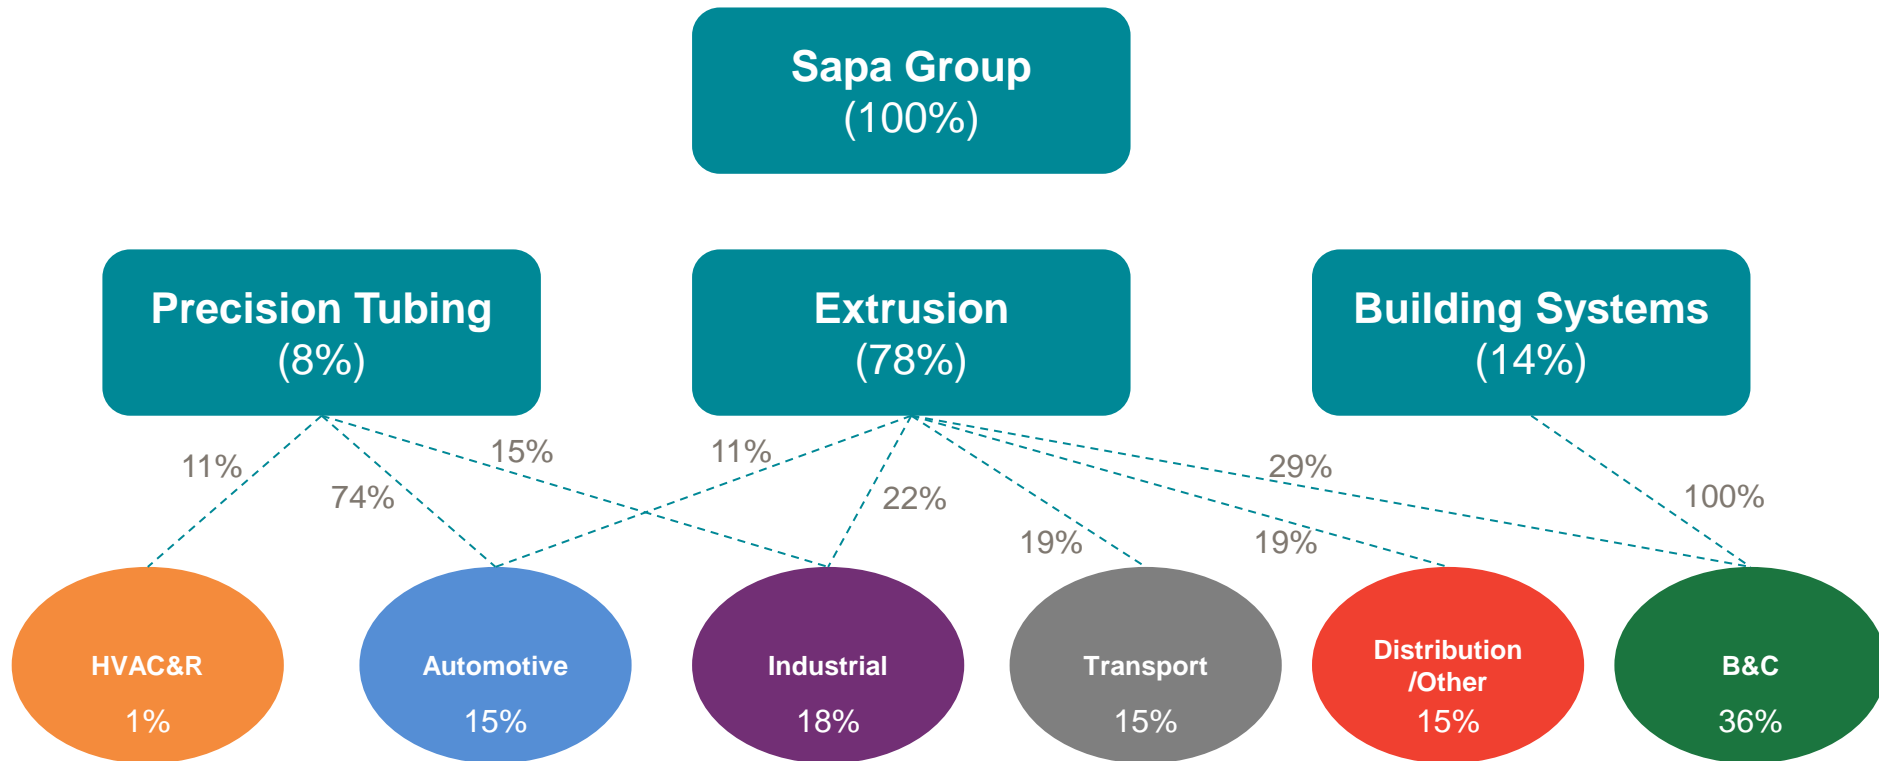 Sapa Group
(100%)
Precision Tubing
(8%)
Extrusion
(78%)
Building Systems
(14%)
11%
74%
15%
11%
22%
19%
19%
29%
100%
HVAC&R
1%
Automotive
15%
Industrial
18%
Transport
15%
Distribution
/Other
15%
B&C
36%